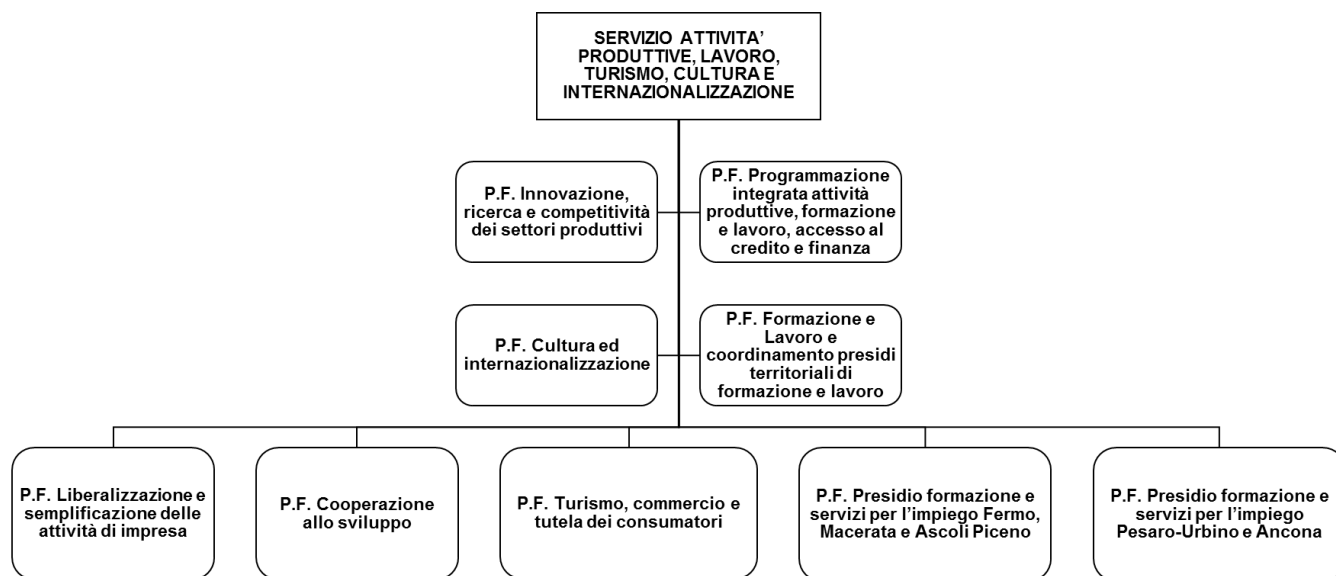 SERVIZIO ATTIVITA’
PRODUTTIVE, LAVORO,
TURISMO, CULTURA E
INTERNAZIONALIZZAZIONE
P.F. Innovazione,
ricerca e competitività
dei settori produttivi
P.F. Programmazione
integrata attività
produttive, formazione
e lavoro, accesso al
credito e finanza
P.F. Cultura ed
internazionalizzazione
P.F. Formazione e
Lavoro e
coordinamento presidi
territoriali di
formazione e lavoro
P.F. Liberalizzazione e
semplificazione delle
attività di impresa
P.F. Cooperazione
allo sviluppo
P.F. Turismo, commercio e
tutela dei consumatori
P.F. Presidio formazione e
servizi per l’impiego Fermo,
Macerata e Ascoli Piceno
P.F. Presidio formazione e
servizi per l’impiego
Pesaro-Urbino e Ancona